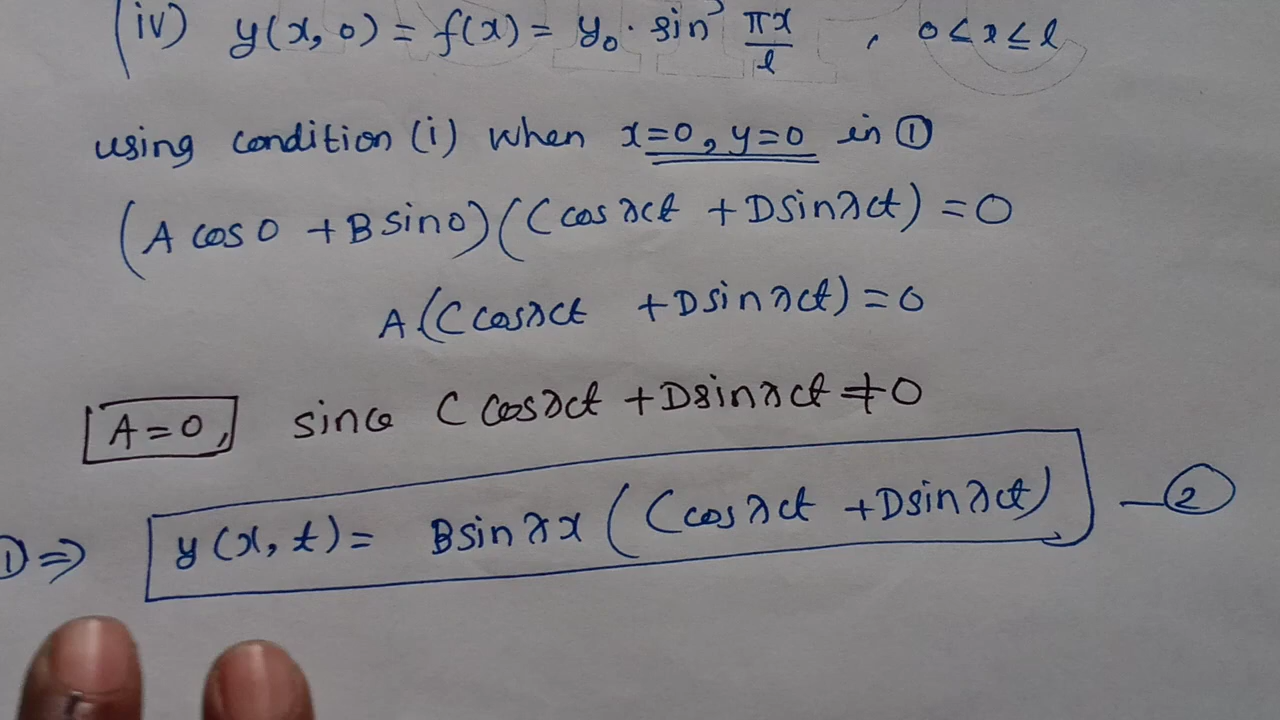 (iv) y(x, 0) = f(x) = y₀ · sin³ πx/l , 0 ≤ x ≤ l
using condition (i) when x=0, y=0 in ①
(A cos 0 + B sin 0)(C cos λct + D sin λct) = 0
A(C cos λct + D sin λct) = 0
A = 0, since C cos λct + D sin λct ≠ 0
① ⇒ y(x, t) = B sin λx (C cos λct + D sin λct) — ②